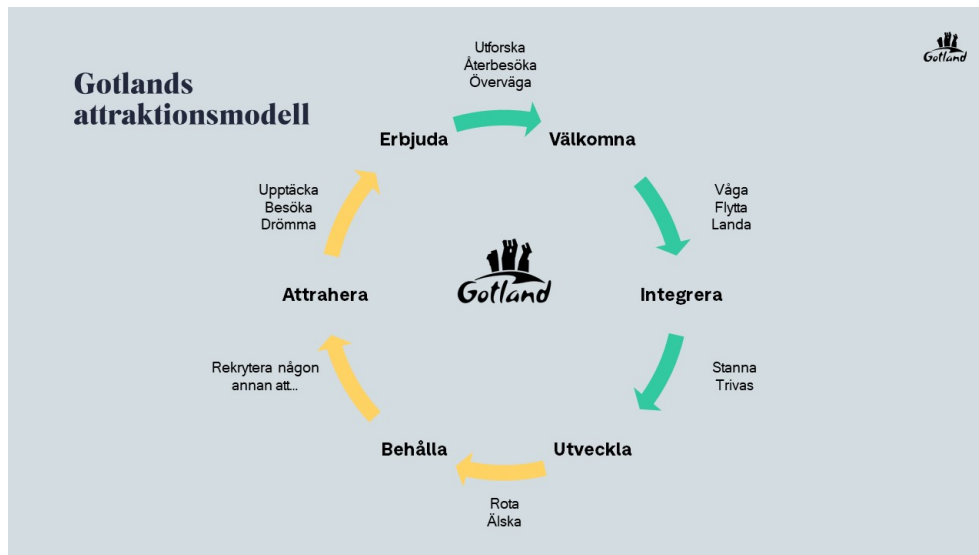 Gotlands
attraktionsmodell
Gotland
Utforska
Återbesöka
Överväga
Erbjuda
Välkomna
Upptäcka
Besöka
Drömma
Våga
Flytta
Landa
Attrahera
Gotland
Integrera
Rekrytera någon
annan att...
Stanna
Trivas
Behålla
Utveckla
Rota
Älska